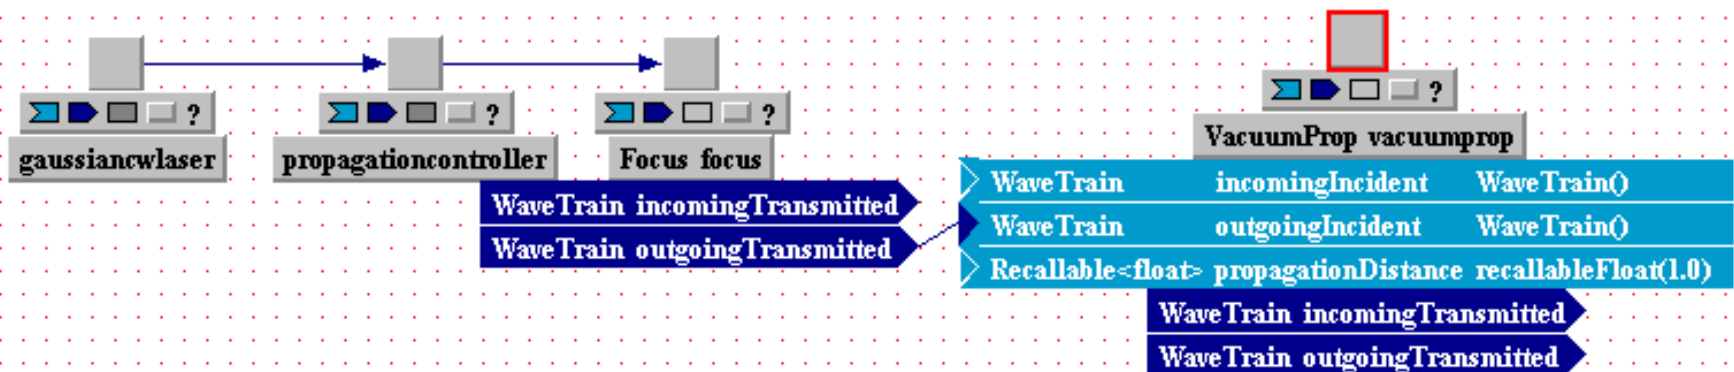 ?
?
?
?
gaussiancwlaser
propagationcontroller
Focus focus
VacuumProp vacuumprop
WaveTrain incomingTransmitted
WaveTrain outgoingTransmitted
WaveTrain incomingIncident WaveTrain()
WaveTrain outgoingIncident WaveTrain()
Recallable<float> propagationDistance recallableFloat(1.0)
WaveTrain incomingTransmitted
WaveTrain outgoingTransmitted